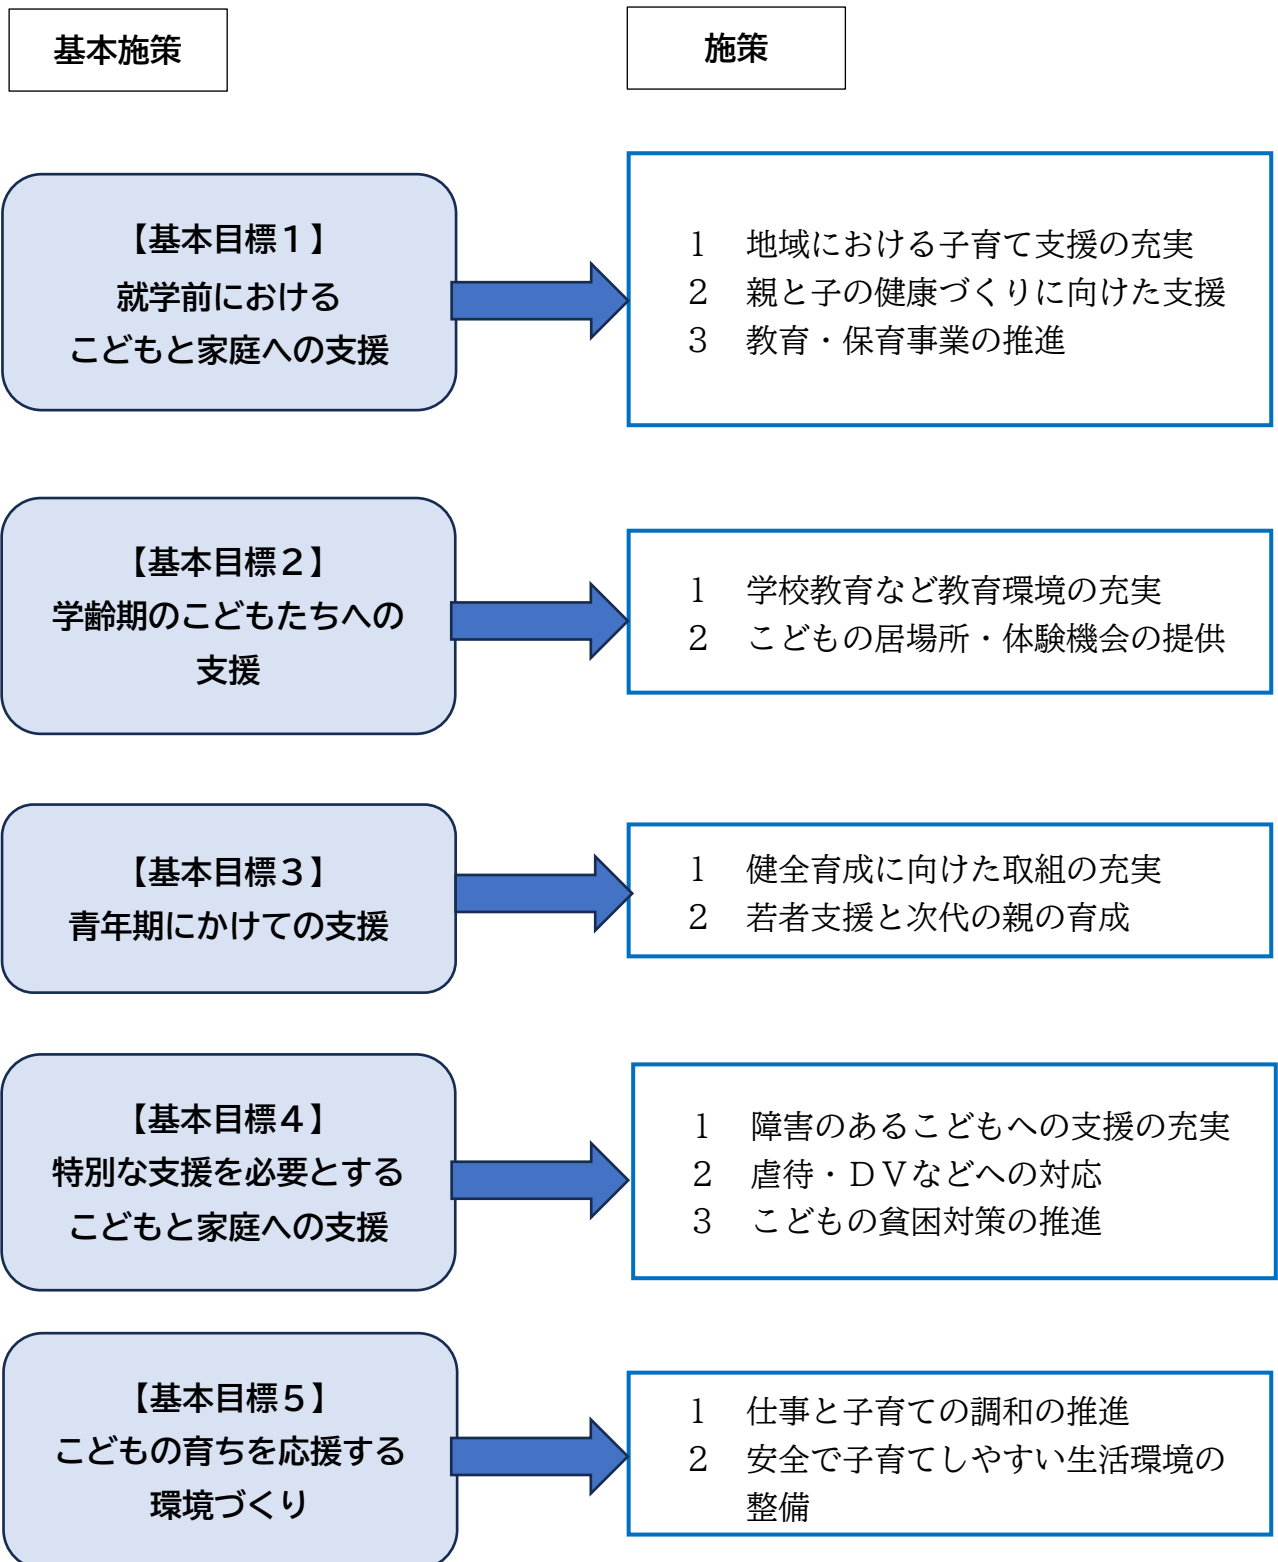 基本施策
施策
【基本目標１】
就学前における
こどもと家庭への支援
１　地域における子育て支援の充実
２　親と子の健康づくりに向けた支援
３　教育・保育事業の推進
【基本目標２】
学齢期のこどもたちへの
支援
１　学校教育など教育環境の充実
２　こどもの居場所・体験機会の提供
【基本目標３】
青年期にかけての支援
１　健全育成に向けた取組の充実
２　若者支援と次代の親の育成
【基本目標４】
特別な支援を必要とする
こどもと家庭への支援
１　障害のあるこどもへの支援の充実
２　虐待・ＤＶなどへの対応
３　こどもの貧困対策の推進
【基本目標５】
こどもの育ちを応援する
環境づくり
１　仕事と子育ての調和の推進
２　安全で子育てしやすい生活環境の
整備